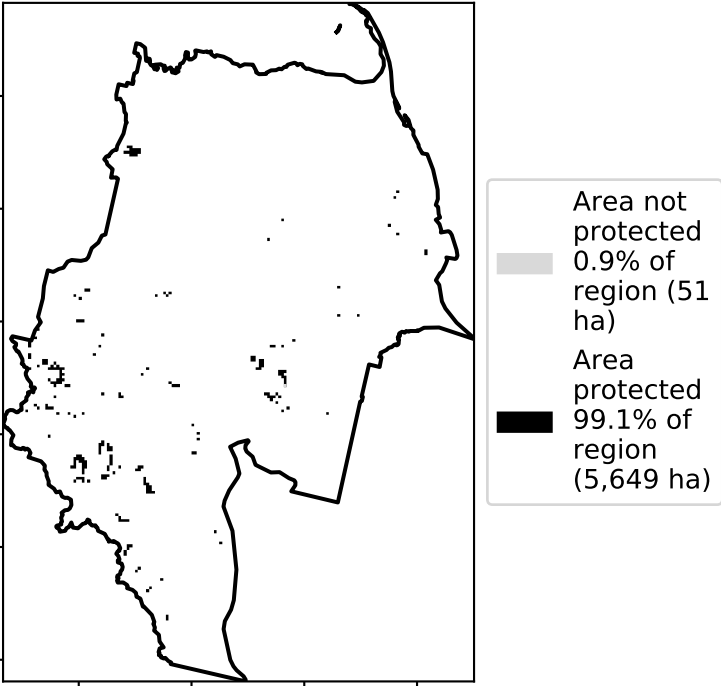 Area not
protected
0.9% of
region (51
ha)
Area
protected
99.1% of
region
(5,649 ha)